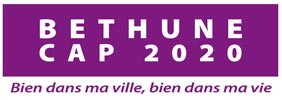 BETHUNE
CAP 2020
Bien dans ma ville, bien dans ma vie